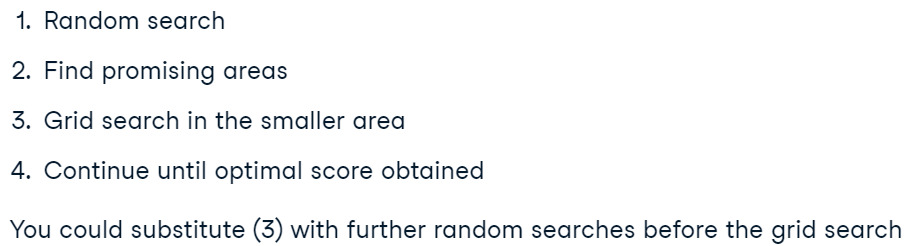 1. Random search
2. Find promising areas
3. Grid search in the smaller area
4. Continue until optimal score obtained
You could substitute (3) with further random searches before the grid search